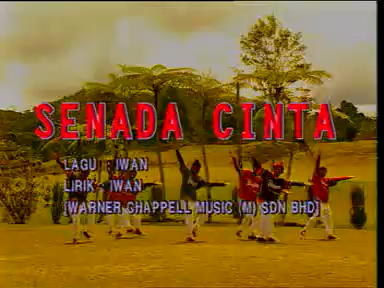 SENADA CINTA
LAGU : IWAN
LIRIK : IWAN
[WARNER CHAPPELL MUSIC (M) SDN BHD]